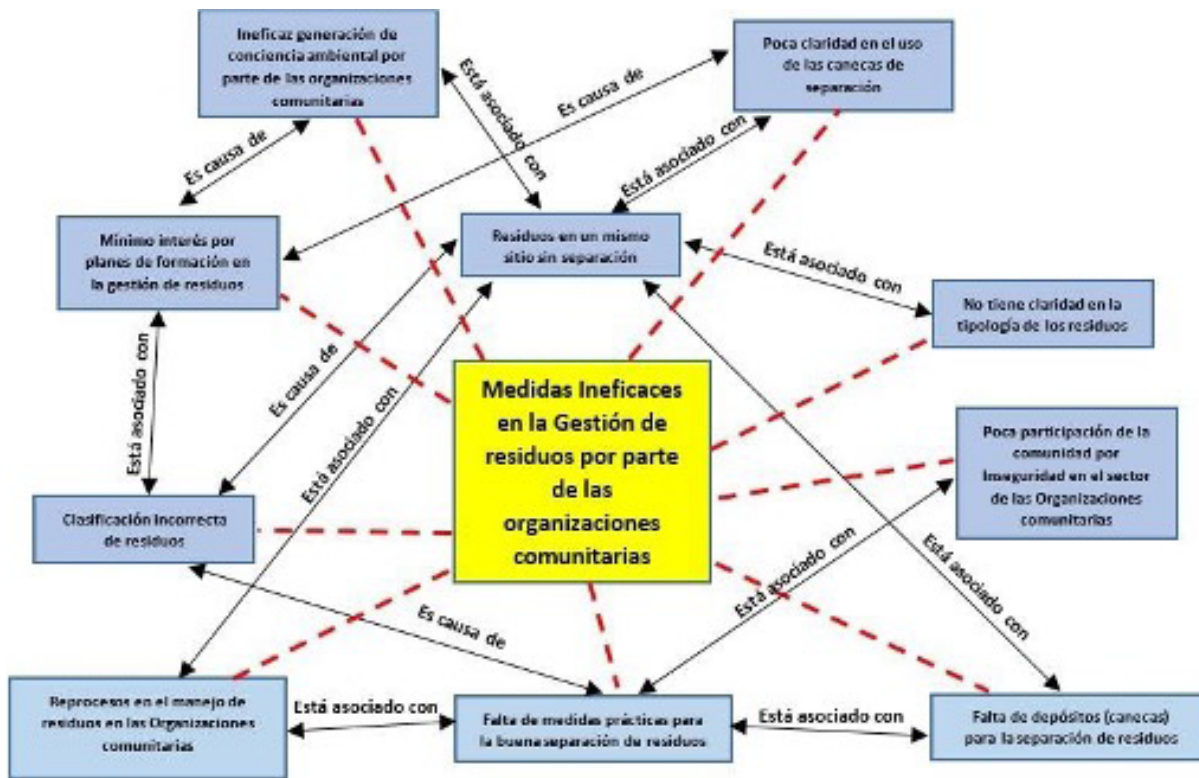 Ineficaz generación de
conciencia ambiental por
parte de las organizaciones
comunitarias
Poca claridad en el uso
de las canecas de
separación
Es causa de
Está asociado con
Es causa de
Está asociado con
Mínimo interés por
planes de formación en
la gestión de residuos
Residuos en un mismo
sitio sin separación
Está asociado con
No tiene claridad en la
tipología de los residuos
Está asociado con
Es causa de
Está asociado con
Medidas Ineficaces
en la Gestión de
residuos por parte
de las
organizaciones
comunitarias
Poca participación de la
comunidad por
Inseguridad en el sector
de las Organizaciones
comunitarias
Clasificación Incorrecta
de residuos
Está asociado con
Está asociado con
Es causa de
Reprocesos en el manejo de
residuos en las Organizaciones
comunitarias
Está asociado con
Falta de medidas prácticas para
la buena separación de residuos
Está asociado con
Falta de depósitos (canecas)
para la separación de residuos